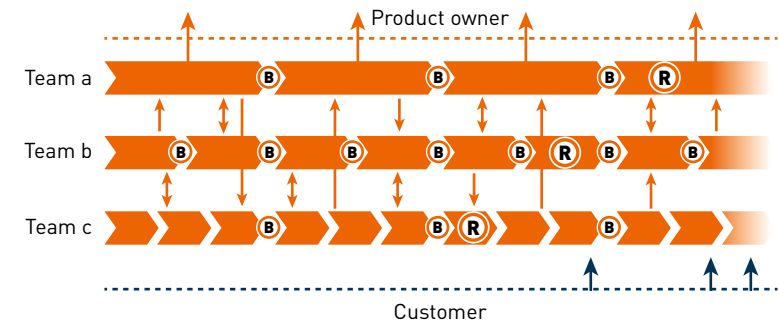 Product owner
Team a B B B R
Team b B B B B B R B B
Team c B B R B
Customer